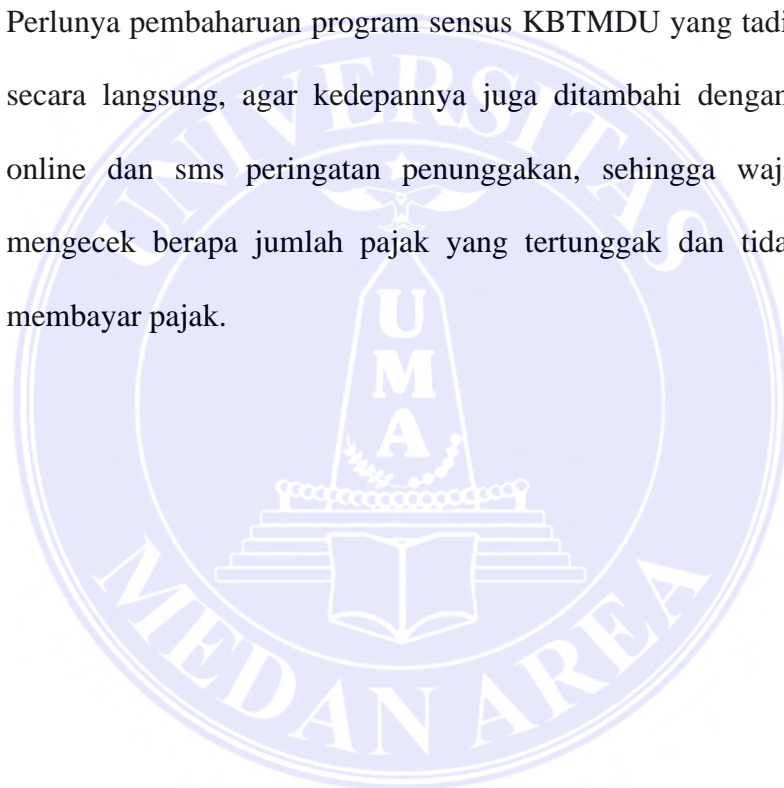 Perlunya pembaharuan program sensus KBTMDU yang tadi
secara langsung, agar kedepannya juga ditambahi dengan
online dan sms peringatan penunggakan, sehingga waj
mengecek berapa jumlah pajak yang tertunggak dan tida
membayar pajak.
UNIVERSITAS
UMA
MEDAN AREA